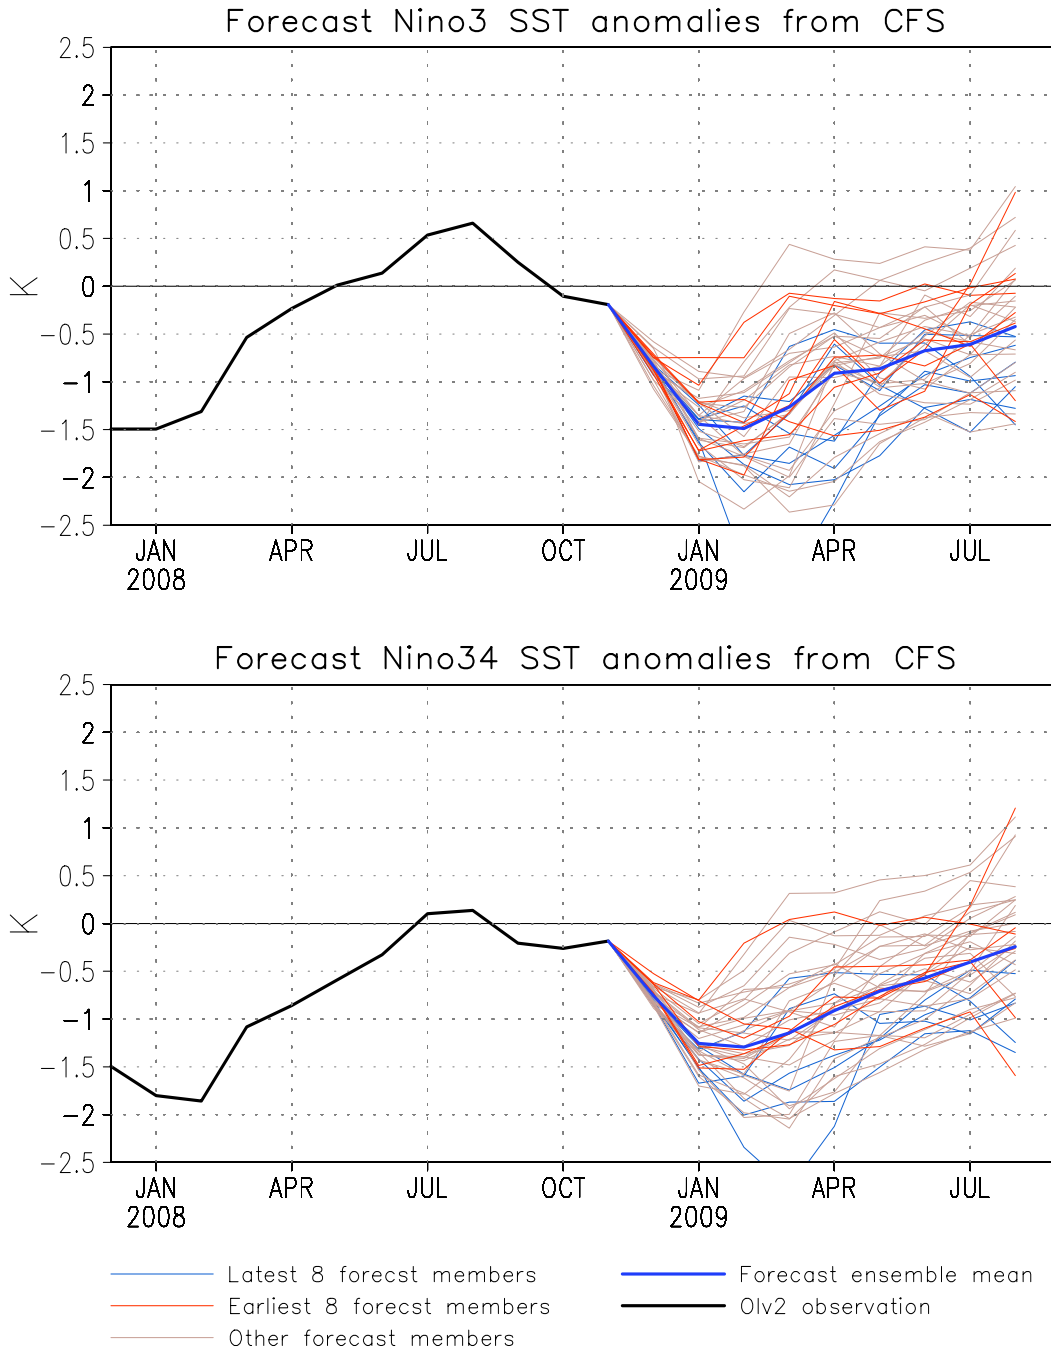 Forecast Nino3 SST anomalies from CFS
2.5
2
1.5
1
0.5
0
-0.5
-1
-1.5
-2
-2.5
K
JAN APR JUL OCT JAN APR JUL
2008 2009
Forecast Nino34 SST anomalies from CFS
2.5
2
1.5
1
0.5
0
-0.5
-1
-1.5
-2
-2.5
K
JAN APR JUL OCT JAN APR JUL
2008 2009
Latest 8 forecst members
Earliest 8 forecst members
Other forecast members
Forecast ensemble mean
OIv2 observation